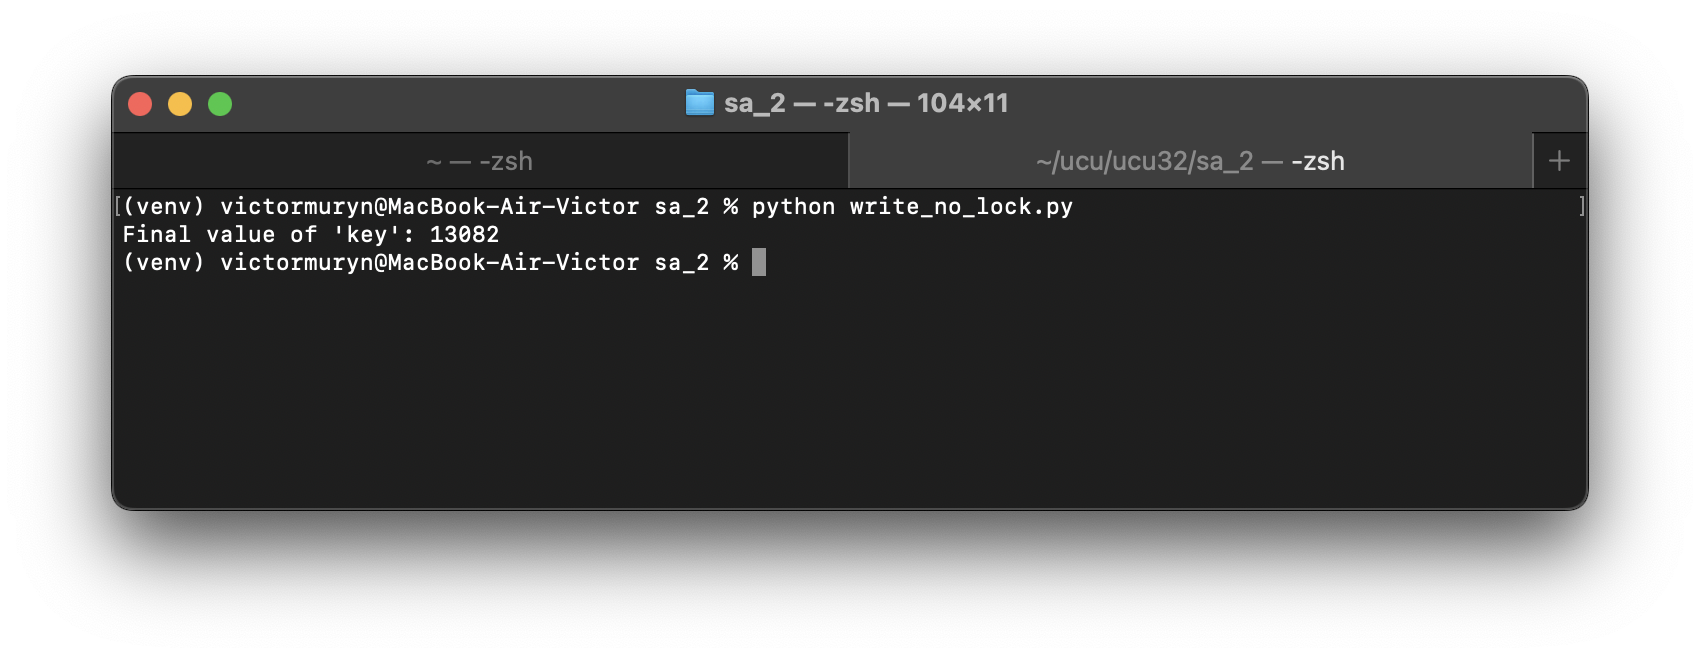 sa_2 — -zsh — 104×11
~ — -zsh
~/ucu/ucu32/sa_2 — -zsh
+
[(venv) victormuryn@MacBook-Air-Victor sa_2 % python write_no_lock.py ]
Final value of 'key': 13082
(venv) victormuryn@MacBook-Air-Victor sa_2 %